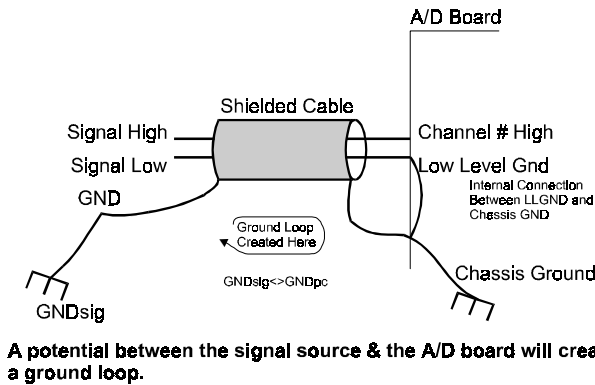 A/D Board
Shielded Cable
Signal High
Channel # High
Signal Low
Low Level Gnd
Internal Connection
Between LLGND and
Chassis GND
GND
Ground Loop
Created Here
GNDsig<>GNDpc
Chassis Ground
GNDsig
A potential between the signal source & the A/D board will crea
a ground loop.